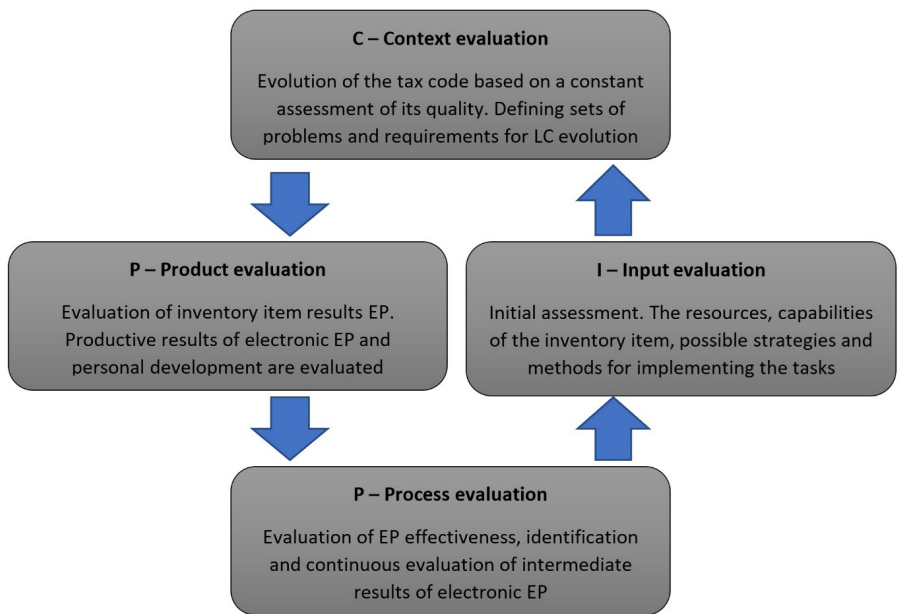 C – Context evaluation
Evolution of the tax code based on a constant
assessment of its quality. Defining sets of
problems and requirements for LC evolution
P – Product evaluation
Evaluation of inventory item results EP.
Productive results of electronic EP and
personal development are evaluated
I – Input evaluation
Initial assessment. The resources, capabilities
of the inventory item, possible strategies and
methods for implementing the tasks
P – Process evaluation
Evaluation of EP effectiveness, identification
and continuous evaluation of intermediate
results of electronic EP